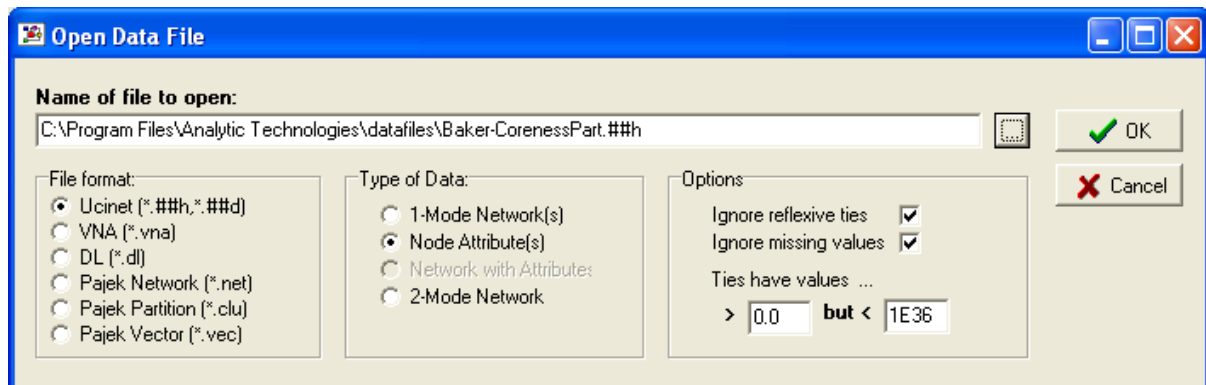 Open Data File
Name of file to open:
C:\Program Files\Analytic Technologies\datafiles\Baker-CorenessPart.##h
...
OK
Cancel
File format:
Ucinet (*.##h,*.##d)
VNA (*.vna)
DL (*.dl)
Pajek Network (*.net)
Pajek Partition (*.clu)
Pajek Vector (*.vec)
Type of Data:
1-Mode Network(s)
Node Attribute(s)
Network with Attributes
2-Mode Network
Options
Ignore reflexive ties
Ignore missing values
Ties have values ...
> 0.0 but < 1E36